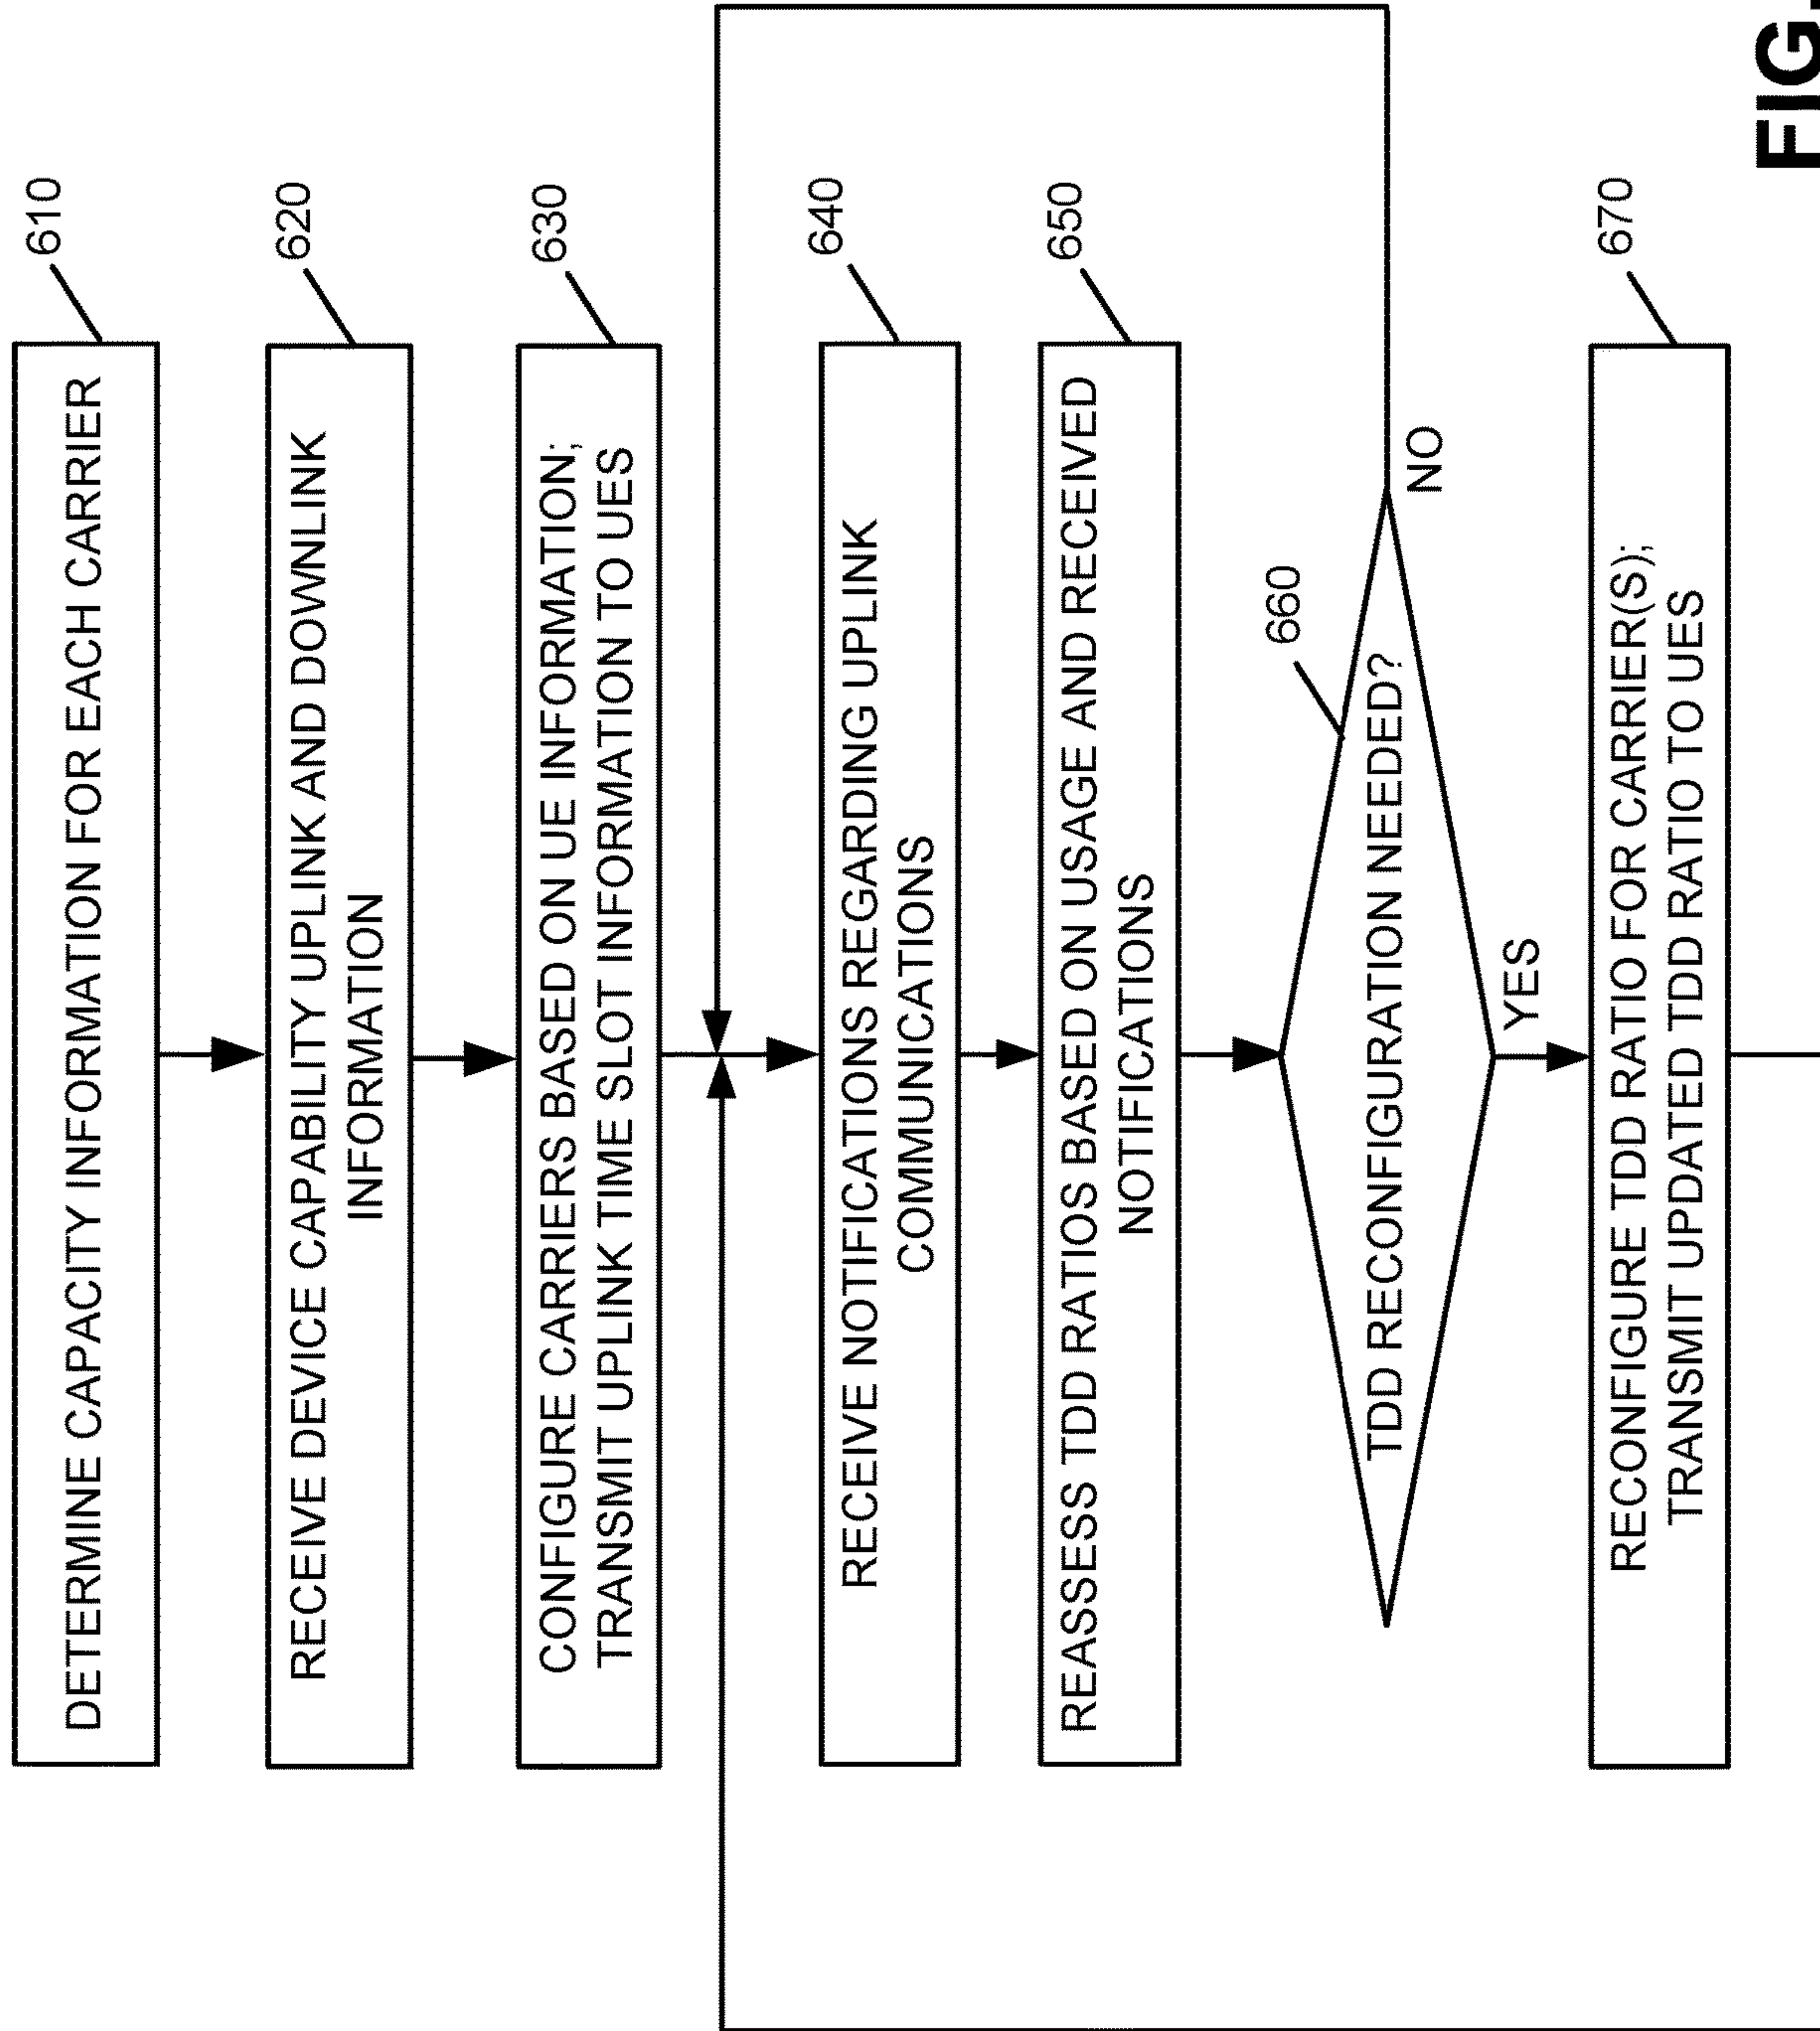 610
DETERMINE CAPACITY INFORMATION FOR EACH CARRIER
620
RECEIVE DEVICE CAPABILITY UPLINK AND DOWNLINK
INFORMATION
630
CONFIGURE CARRIERS BASED ON UE INFORMATION;
TRANSMIT UPLINK TIME SLOT INFORMATION TO UES
640
RECEIVE NOTIFICATIONS REGARDING UPLINK
COMMUNICATIONS
650
REASSESS TDD RATIOS BASED ON USAGE AND RECEIVED
NOTIFICATIONS
660
TDD RECONFIGURATION NEEDED?
NO
YES
670
RECONFIGURE TDD RATIO FOR CARRIER(S);
TRANSMIT UPDATED TDD RATIO TO UES
FIG.